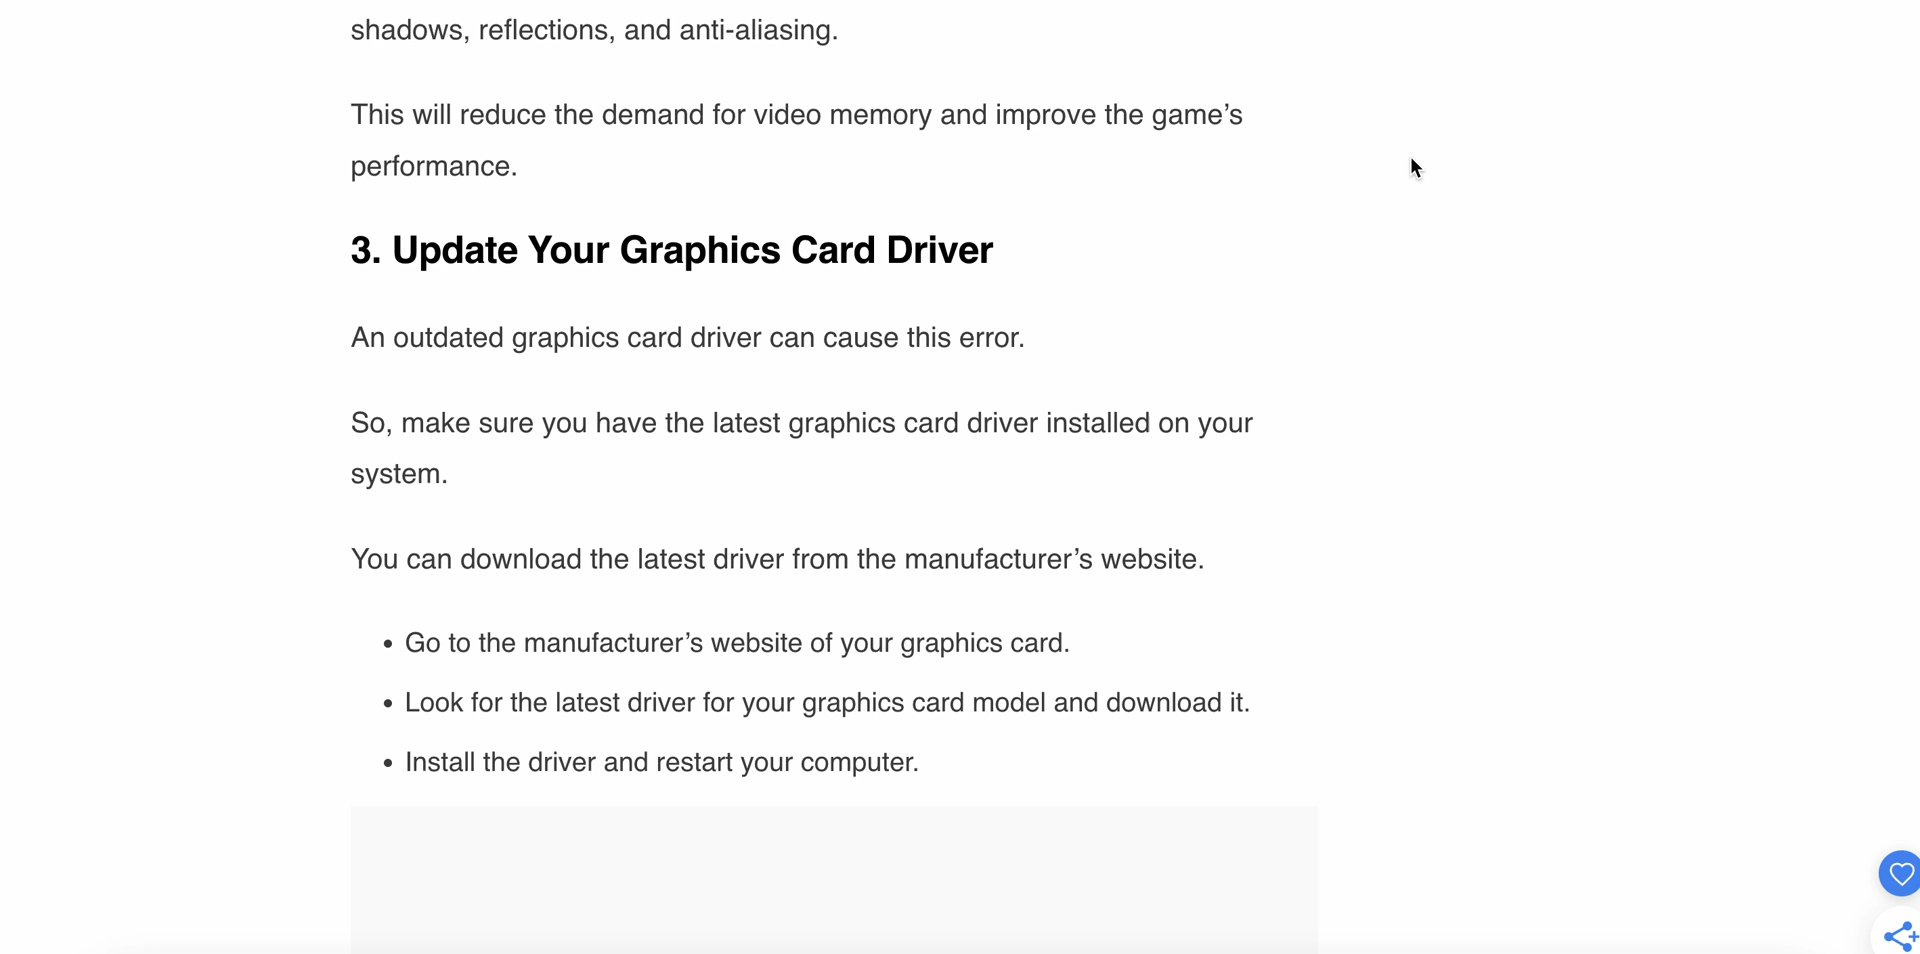 shadows, reflections, and anti-aliasing.
This will reduce the demand for video memory and improve the game’s
performance.
3. Update Your Graphics Card Driver
An outdated graphics card driver can cause this error.
So, make sure you have the latest graphics card driver installed on your
system.
You can download the latest driver from the manufacturer’s website.
• Go to the manufacturer’s website of your graphics card.
• Look for the latest driver for your graphics card model and download it.
• Install the driver and restart your computer.